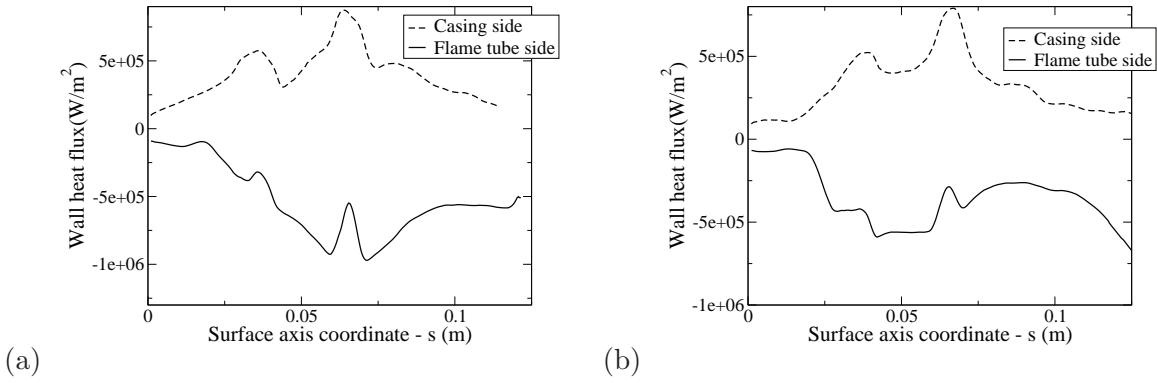 Casing side
Flame tube side
5e+05
0
-5e+05
-1e+06
Wall heat flux(W/m²)
0
0.05
0.1
Surface axis coordinate - s (m)
(a)
Casing side
Flame tube side
5e+05
0
-5e+05
-1e+06
Wall heat flux(W/m²)
0
0.05
0.1
Surface axis coordinate - s (m)
(b)